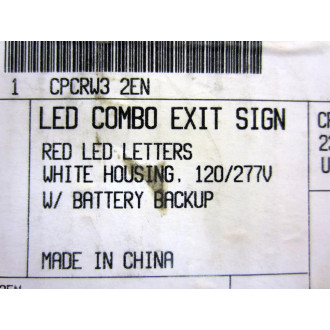 1 CPCRW3 2EN
LED COMBO EXIT SIGN
RED LED LETTERS
WHITE HOUSING, 120/277V
W/ BATTERY BACKUP
MADE IN CHINA